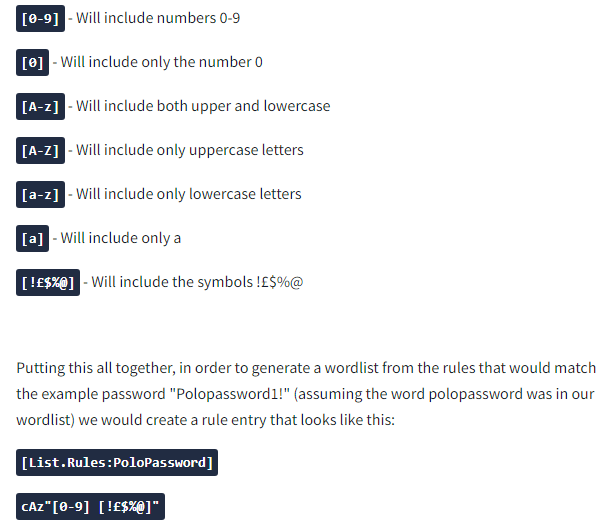 [0-9] - Will include numbers 0-9
[0] - Will include only the number 0
[A-z] - Will include both upper and lowercase
[A-Z] - Will include only uppercase letters
[a-z] - Will include only lowercase letters
[a] - Will include only a
[!£$%@] - Will include the symbols !£$%@
Putting this all together, in order to generate a wordlist from the rules that would match
the example password "Polopassword1!" (assuming the word polopassword was in our
wordlist) we would create a rule entry that looks like this:
[List.Rules:PoloPassword]
cAz"[0-9] [!£$%@]"